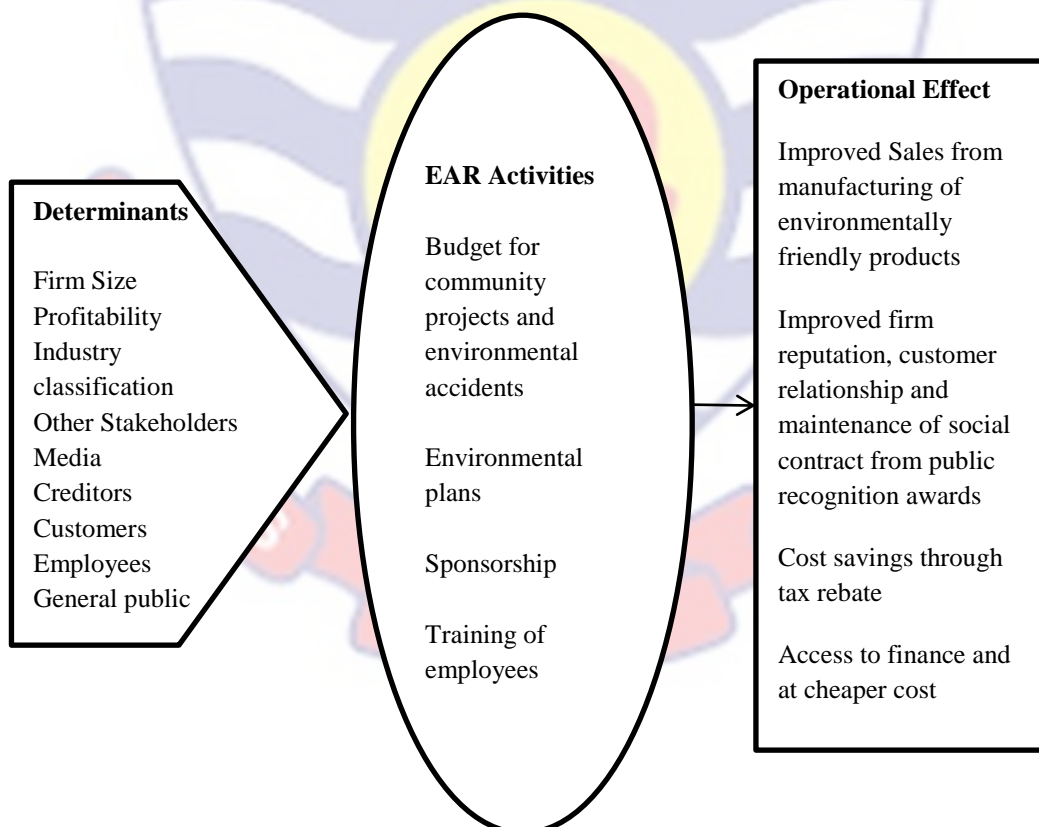 Determinants
Firm Size
Profitability
Industry
classification
Other Stakeholders
Media
Creditors
Customers
Employees
General public
EAR Activities
Budget for
community
projects and
environmental
accidents
Environmental
plans
Sponsorship
Training of
employees
Operational Effect
Improved Sales from
manufacturing of
environmentally
friendly products
Improved firm
reputation, customer
relationship and
maintenance of social
contract from public
recognition awards
Cost savings through
tax rebate
Access to finance and
at cheaper cost